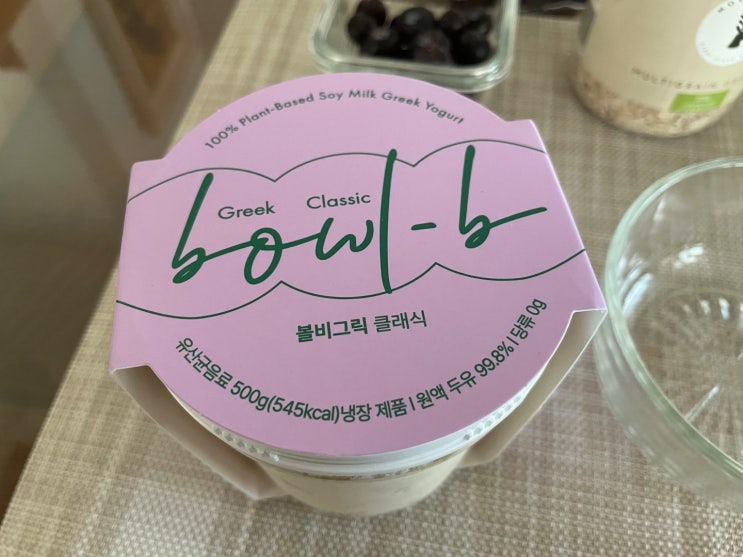 100% Plant-Based Soy Milk Greek Yogurt
Greek Classic
bowl-b
볼비그릭 클래식
유산균음료 500g(545kcal)냉장 제품 | 원액 두유 99.8% | 당류 0g